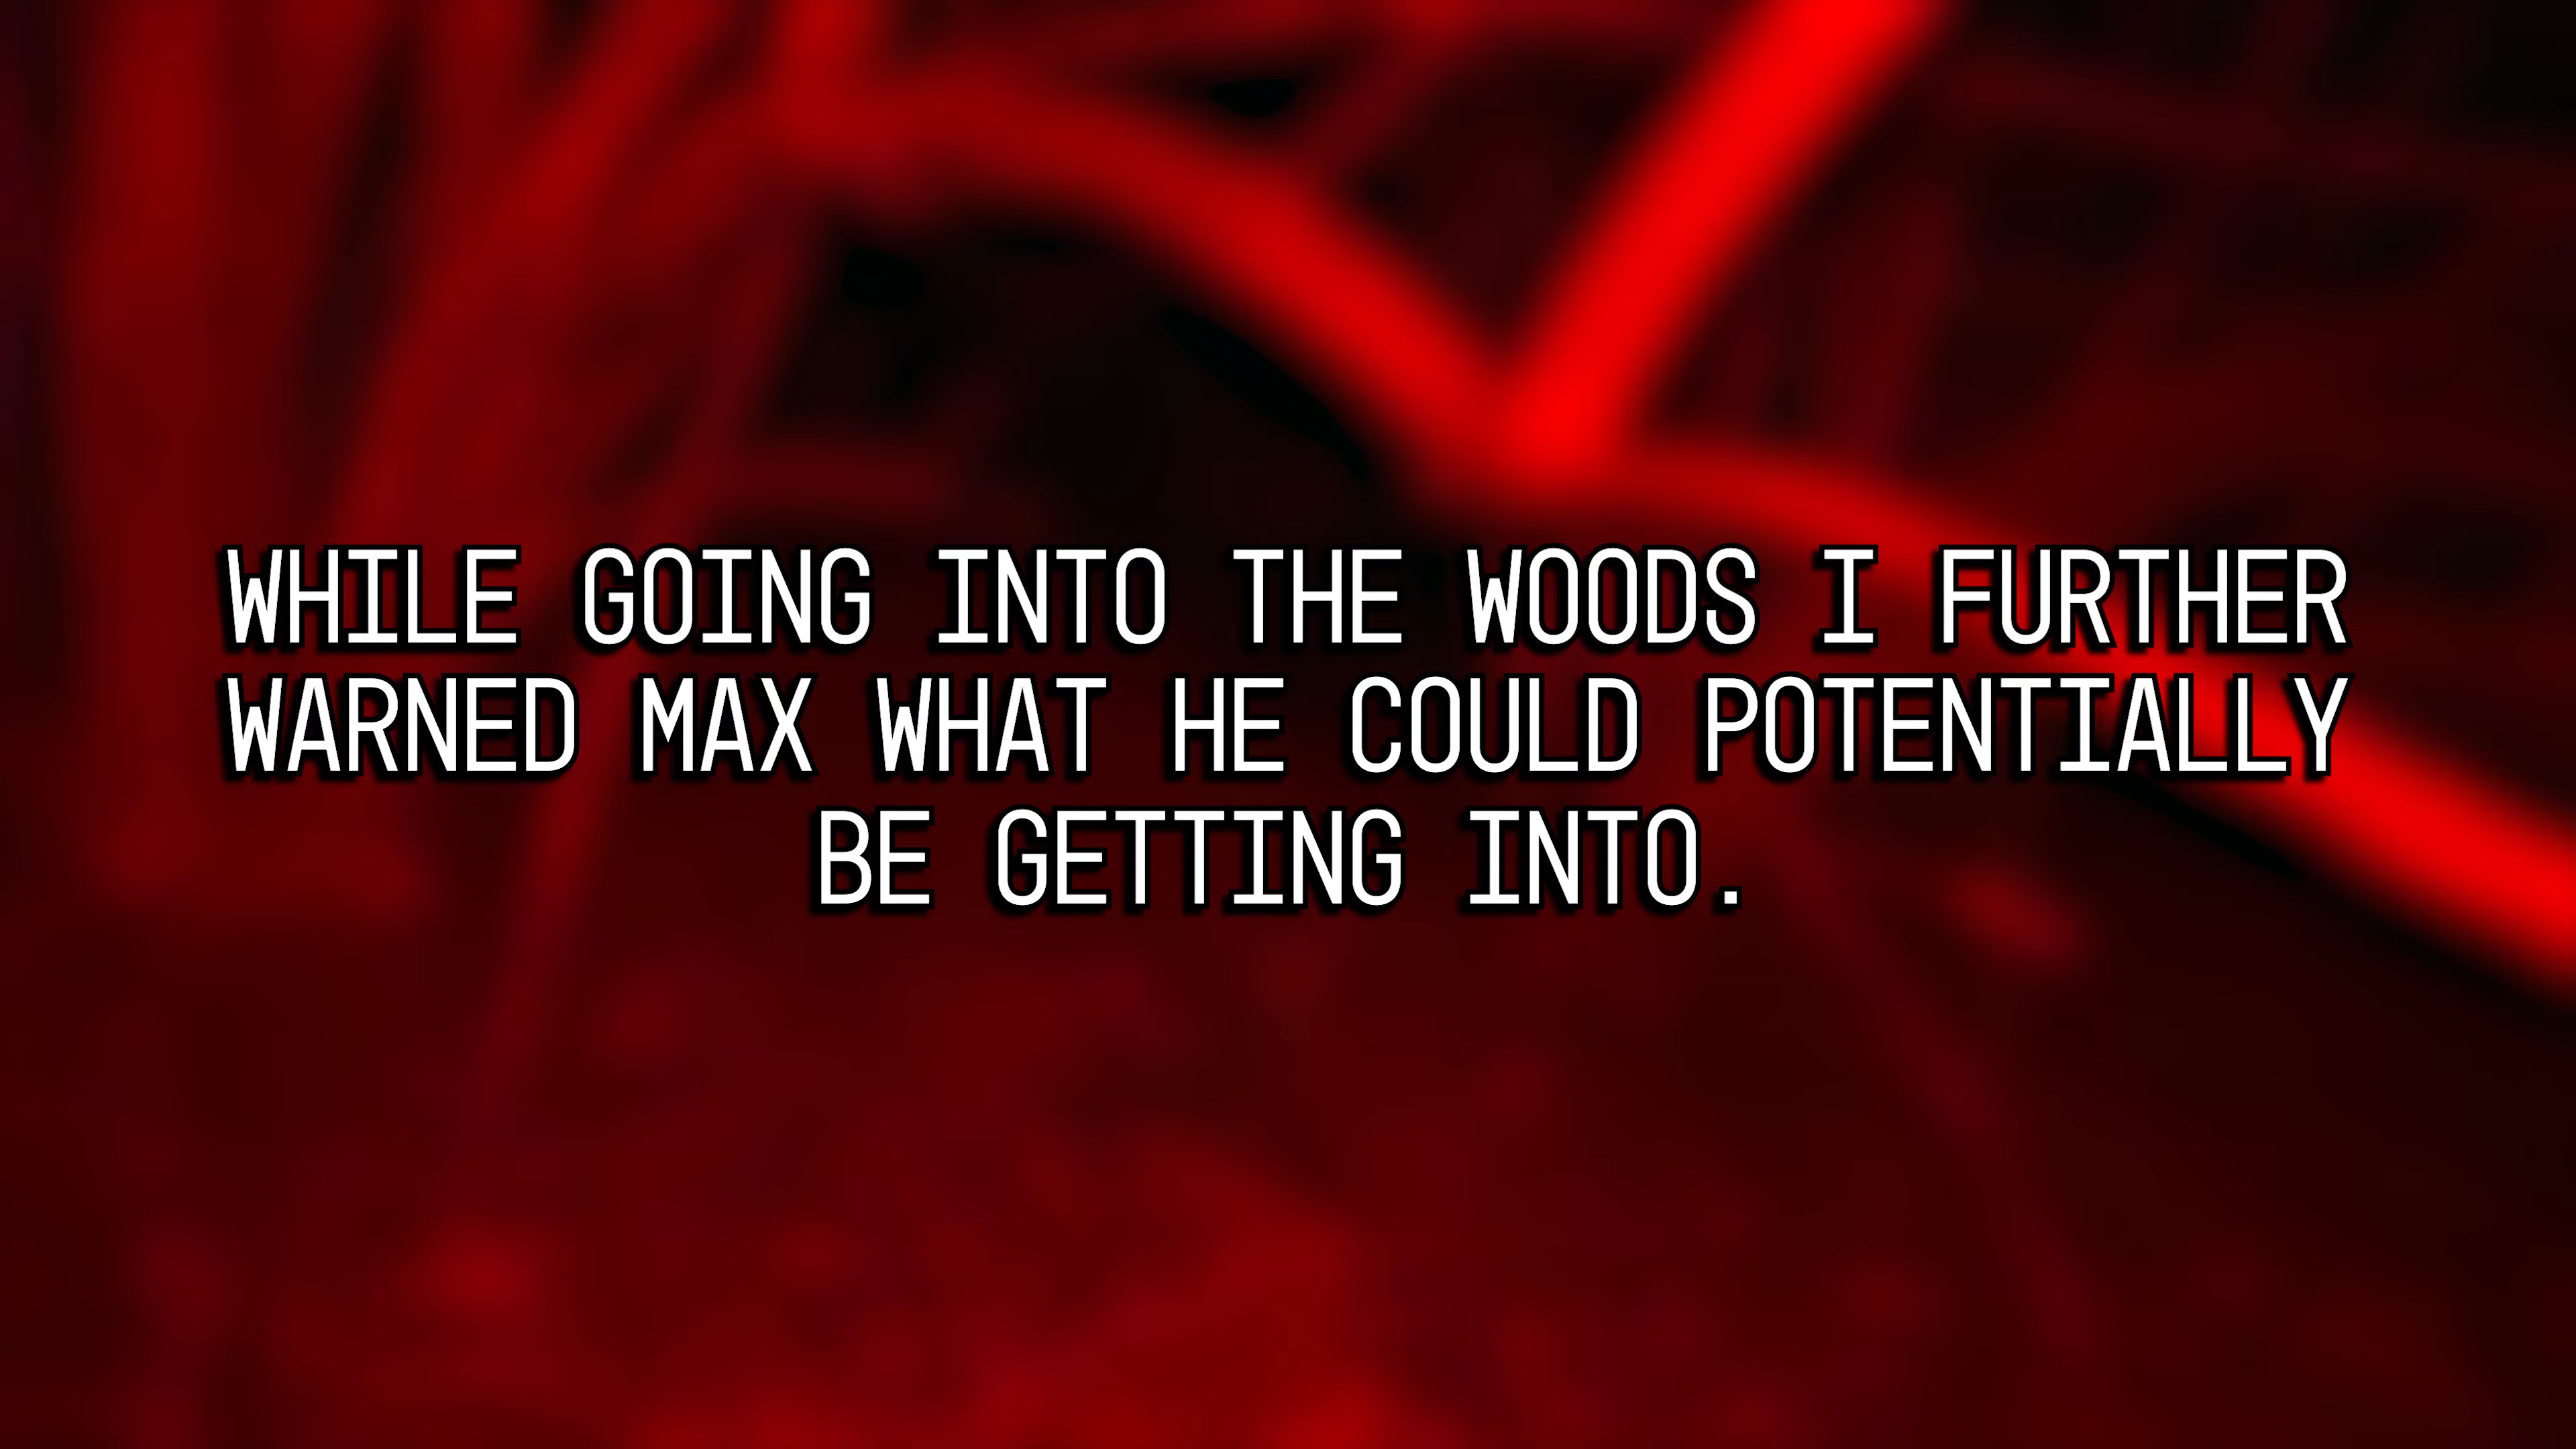 WHILE GOING INTO THE WOODS I FURTHER
WARNED MAX WHAT HE COULD POTENTIALLY
BE GETTING INTO.